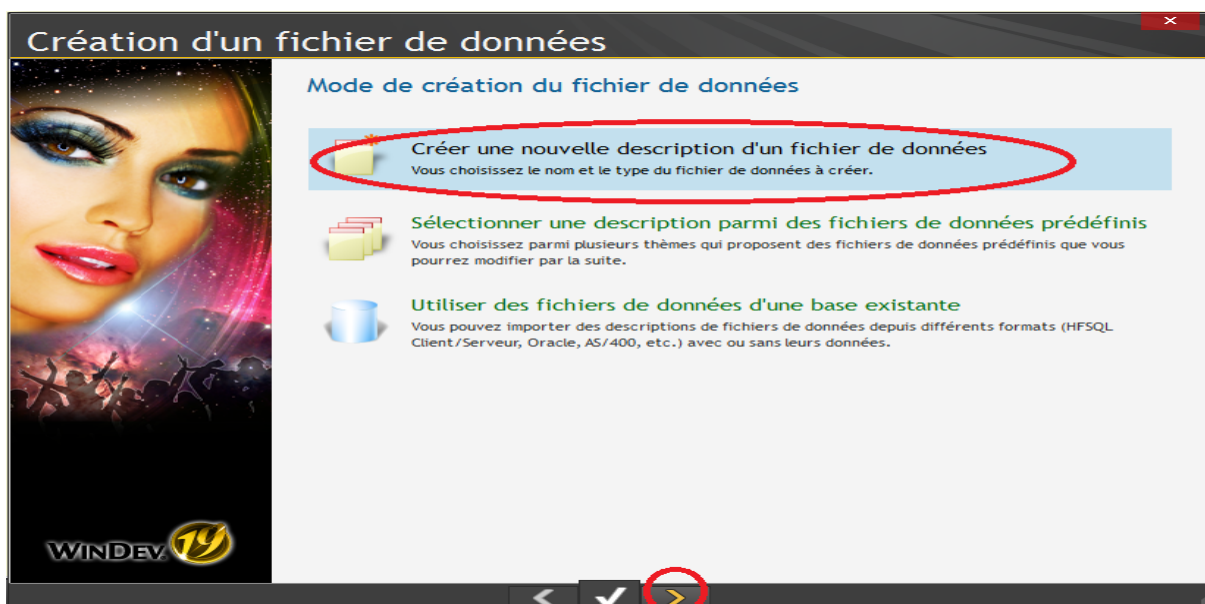 Création d'un fichier de données
Mode de création du fichier de données
Créer une nouvelle description d'un fichier de données
Vous choisissez le nom et le type du fichier de données à créer.
Sélectionner une description parmi des fichiers de données prédéfinis
Vous choisissez parmi plusieurs thèmes qui proposent des fichiers de données prédéfinis que vous
pourrez modifier par la suite.
Utiliser des fichiers de données d'une base existante
Vous pouvez importer des descriptions de fichiers de données depuis différents formats (HFSQL
Client/Serveur, Oracle, AS/400, etc.) avec ou sans leurs données.
WINDEV. 19